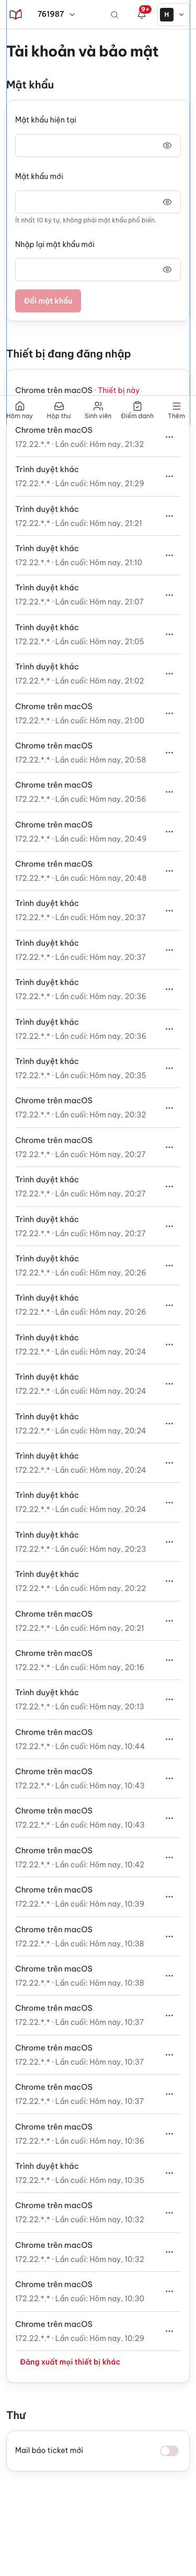 761987
9+
H
Tài khoản và bảo mật
Mật khẩu
Mật khẩu hiện tại
Mật khẩu mới
Ít nhất 10 ký tự, không phải mật khẩu phổ biến.
Nhập lại mật khẩu mới
Đổi mật khẩu
Thiết bị đang đăng nhập
Chrome trên macOS · Thiết bị này
Hôm nay
Hộp thư
Sinh viên
Điểm danh
Thêm
Chrome trên macOS
172.22.*.* · Lần cuối: Hôm nay, 21:32
Trình duyệt khác
172.22.*.* · Lần cuối: Hôm nay, 21:29
Trình duyệt khác
172.22.*.* · Lần cuối: Hôm nay, 21:21
Chrome trên macOS
172.22.*.* · Lần cuối: Hôm nay, 21:10
Trình duyệt khác
172.22.*.* · Lần cuối: Hôm nay, 21:07
Trình duyệt khác
172.22.*.* · Lần cuối: Hôm nay, 21:05
Trình duyệt khác
172.22.*.* · Lần cuối: Hôm nay, 21:02
Chrome trên macOS
172.22.*.* · Lần cuối: Hôm nay, 21:00
Chrome trên macOS
172.22.*.* · Lần cuối: Hôm nay, 20:58
Chrome trên macOS
172.22.*.* · Lần cuối: Hôm nay, 20:56
Chrome trên macOS
172.22.*.* · Lần cuối: Hôm nay, 20:49
Chrome trên macOS
172.22.*.* · Lần cuối: Hôm nay, 20:48
Trình duyệt khác
172.22.*.* · Lần cuối: Hôm nay, 20:37
Trình duyệt khác
172.22.*.* · Lần cuối: Hôm nay, 20:37
Trình duyệt khác
172.22.*.* · Lần cuối: Hôm nay, 20:36
Trình duyệt khác
172.22.*.* · Lần cuối: Hôm nay, 20:36
Trình duyệt khác
172.22.*.* · Lần cuối: Hôm nay, 20:35
Chrome trên macOS
172.22.*.* · Lần cuối: Hôm nay, 20:32
Chrome trên macOS
172.22.*.* · Lần cuối: Hôm nay, 20:27
Trình duyệt khác
172.22.*.* · Lần cuối: Hôm nay, 20:27
Trình duyệt khác
172.22.*.* · Lần cuối: Hôm nay, 20:27
Trình duyệt khác
172.22.*.* · Lần cuối: Hôm nay, 20:26
Trình duyệt khác
172.22.*.* · Lần cuối: Hôm nay, 20:26
Trình duyệt khác
172.22.*.* · Lần cuối: Hôm nay, 20:24
Trình duyệt khác
172.22.*.* · Lần cuối: Hôm nay, 20:24
Trình duyệt khác
172.22.*.* · Lần cuối: Hôm nay, 20:24
Trình duyệt khác
172.22.*.* · Lần cuối: Hôm nay, 20:24
Trình duyệt khác
172.22.*.* · Lần cuối: Hôm nay, 20:24
Trình duyệt khác
172.22.*.* · Lần cuối: Hôm nay, 20:23
Trình duyệt khác
172.22.*.* · Lần cuối: Hôm nay, 20:22
Chrome trên macOS
172.22.*.* · Lần cuối: Hôm nay, 20:21
Chrome trên macOS
172.22.*.* · Lần cuối: Hôm nay, 20:16
Trình duyệt khác
172.22.*.* · Lần cuối: Hôm nay, 20:13
Chrome trên macOS
172.22.*.* · Lần cuối: Hôm nay, 10:44
Chrome trên macOS
172.22.*.* · Lần cuối: Hôm nay, 10:43
Chrome trên macOS
172.22.*.* · Lần cuối: Hôm nay, 10:43
Chrome trên macOS
172.22.*.* · Lần cuối: Hôm nay, 10:42
Chrome trên macOS
172.22.*.* · Lần cuối: Hôm nay, 10:39
Chrome trên macOS
172.22.*.* · Lần cuối: Hôm nay, 10:38
Chrome trên macOS
172.22.*.* · Lần cuối: Hôm nay, 10:38
Chrome trên macOS
172.22.*.* · Lần cuối: Hôm nay, 10:37
Chrome trên macOS
172.22.*.* · Lần cuối: Hôm nay, 10:37
Chrome trên macOS
172.22.*.* · Lần cuối: Hôm nay, 10:37
Chrome trên macOS
172.22.*.* · Lần cuối: Hôm nay, 10:36
Trình duyệt khác
172.22.*.* · Lần cuối: Hôm nay, 10:35
Chrome trên macOS
172.22.*.* · Lần cuối: Hôm nay, 10:32
Chrome trên macOS
172.22.*.* · Lần cuối: Hôm nay, 10:32
Chrome trên macOS
172.22.*.* · Lần cuối: Hôm nay, 10:30
Chrome trên macOS
172.22.*.* · Lần cuối: Hôm nay, 10:29
Đăng xuất mọi thiết bị khác
Thư
Mail báo ticket mới